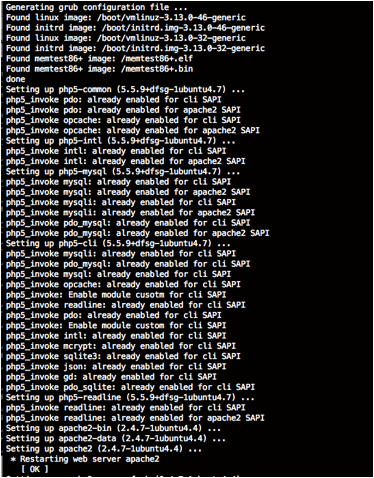 Generating grub configuration file ...
Found linux image: /boot/vmlinuz-3.13.0-46-generic
Found initrd image: /boot/initrd.img-3.13.0-46-generic
Found linux image: /boot/vmlinuz-3.13.0-32-generic
Found initrd image: /boot/initrd.img-3.13.0-32-generic
Found memtest86+ image: /memtest86+.elf
Found memtest86+ image: /memtest86+.bin
done
Setting up php5-common (5.5.9+dfsg-1ubuntu4.7) ...
php5_invoke pdo: already enabled for cli SAPI
php5_invoke pdo: already enabled for apache2 SAPI
php5_invoke opcache: already enabled for cli SAPI
php5_invoke opcache: already enabled for apache2 SAPI
Setting up php5-intl (5.5.9+dfsg-1ubuntu4.7) ...
php5_invoke intl: already enabled for cli SAPI
php5_invoke intl: already enabled for apache2 SAPI
Setting up php5-mysql (5.5.9+dfsg-1ubuntu4.7) ...
php5_invoke mysql: already enabled for cli SAPI
php5_invoke mysql: already enabled for apache2 SAPI
php5_invoke mysqli: already enabled for cli SAPI
php5_invoke mysqli: already enabled for apache2 SAPI
php5_invoke pdo_mysql: already enabled for cli SAPI
php5_invoke pdo_mysql: already enabled for apache2 SAPI
Setting up php5-cli (5.5.9+dfsg-1ubuntu4.7) ...
php5_invoke mysqli: already enabled for cli SAPI
php5_invoke pdo_mysql: already enabled for cli SAPI
php5_invoke mysql: already enabled for cli SAPI
php5_invoke opcache: already enabled for cli SAPI
php5_invoke: Enable module cusotm for cli SAPI
php5_invoke readline: already enabled for cli SAPI
php5_invoke pdo: already enabled for cli SAPI
php5_invoke: Enable module custom for cli SAPI
php5_invoke intl: already enabled for cli SAPI
php5_invoke mcrypt: already enabled for cli SAPI
php5_invoke sqlite3: already enabled for cli SAPI
php5_invoke json: already enabled for cli SAPI
php5_invoke gd: already enabled for cli SAPI
php5_invoke pdo_sqlite: already enabled for cli SAPI
Setting up php5-readline (5.5.9+dfsg-1ubuntu4.7) ...
php5_invoke readline: already enabled for cli SAPI
php5_invoke readline: already enabled for apache2 SAPI
Setting up apache2-bin (2.4.7-1ubuntu4.4) ...
Setting up apache2-data (2.4.7-1ubuntu4.4) ...
Setting up apache2 (2.4.7-1ubuntu4.4) ...
* Restarting web server apache2
[ OK ]